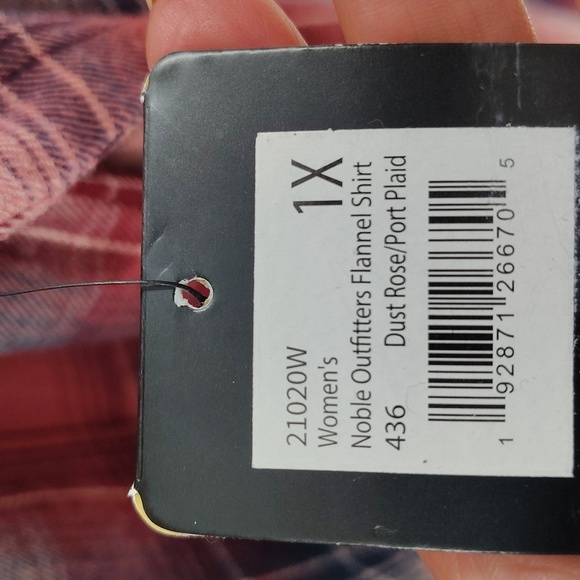 21020W
Women's 1X
Noble Outfitters Flannel Shirt
436 Dust Rose/Port Plaid
1 92871 26670 5